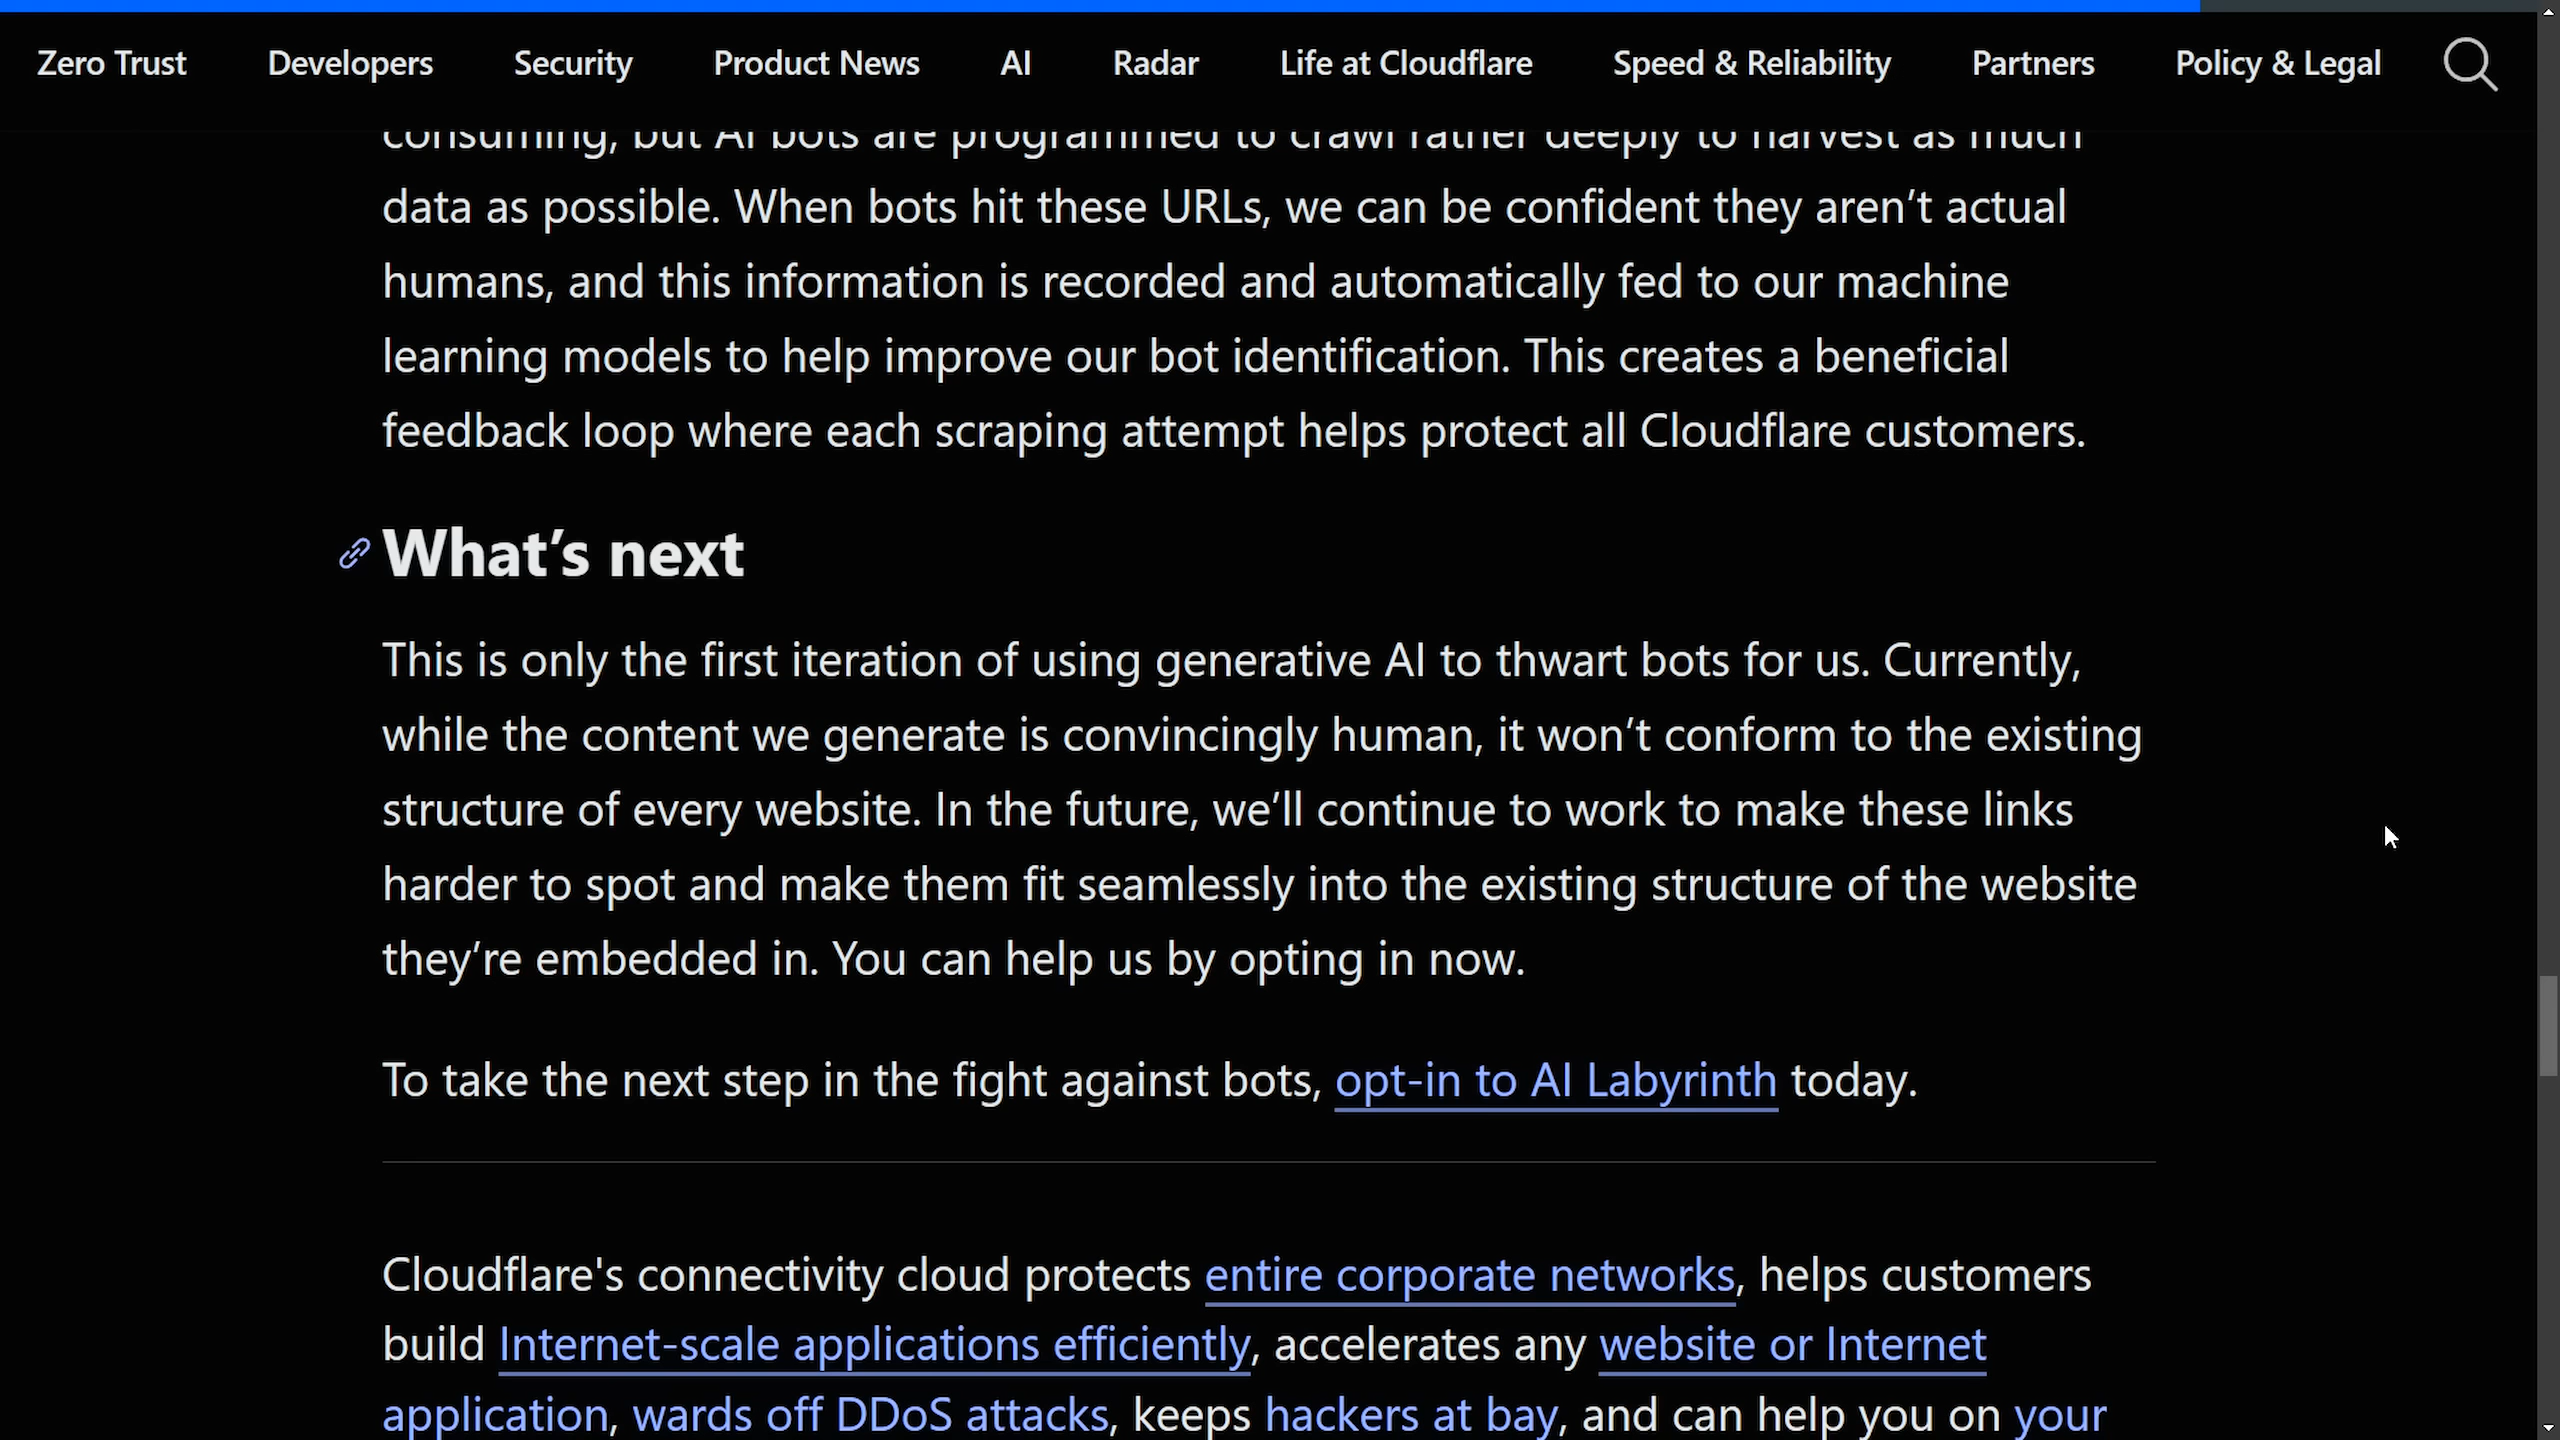 Zero Trust Developers Security Product News AI Radar Life at Cloudflare Speed & Reliability Partners Policy & Legal
consuming, but AI bots are programmed to crawl rather deeply to harvest as much
data as possible. When bots hit these URLs, we can be confident they aren’t actual
humans, and this information is recorded and automatically fed to our machine
learning models to help improve our bot identification. This creates a beneficial
feedback loop where each scraping attempt helps protect all Cloudflare customers.
What’s next
This is only the first iteration of using generative AI to thwart bots for us. Currently,
while the content we generate is convincingly human, it won’t conform to the existing
structure of every website. In the future, we’ll continue to work to make these links
harder to spot and make them fit seamlessly into the existing structure of the website
they’re embedded in. You can help us by opting in now.
To take the next step in the fight against bots, opt-in to AI Labyrinth today.
Cloudflare's connectivity cloud protects entire corporate networks, helps customers
build Internet-scale applications efficiently, accelerates any website or Internet
application, wards off DDoS attacks, keeps hackers at bay, and can help you on your